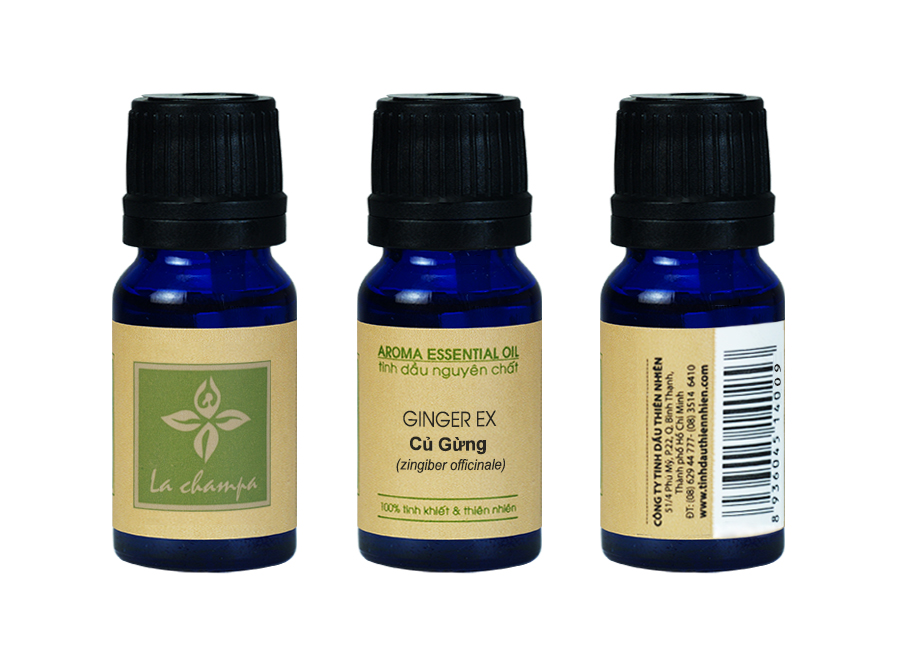 La champa
AROMA ESSENTIAL OIL
tinh dầu nguyên chất
GINGER EX
Củ Gừng
(zingiber officinale)
100% tinh khiết & thiên nhiên
CÔNG TY TINH DẦU THIÊN NHIÊN
51/4 Phú Mỹ, P.22, Q. Bình Thạnh,
Thành phố Hồ Chí Minh
ĐT: (08) 629 44 777- (08) 3514 6410
www.tinhdauthiennhien.com
8 936045 140091